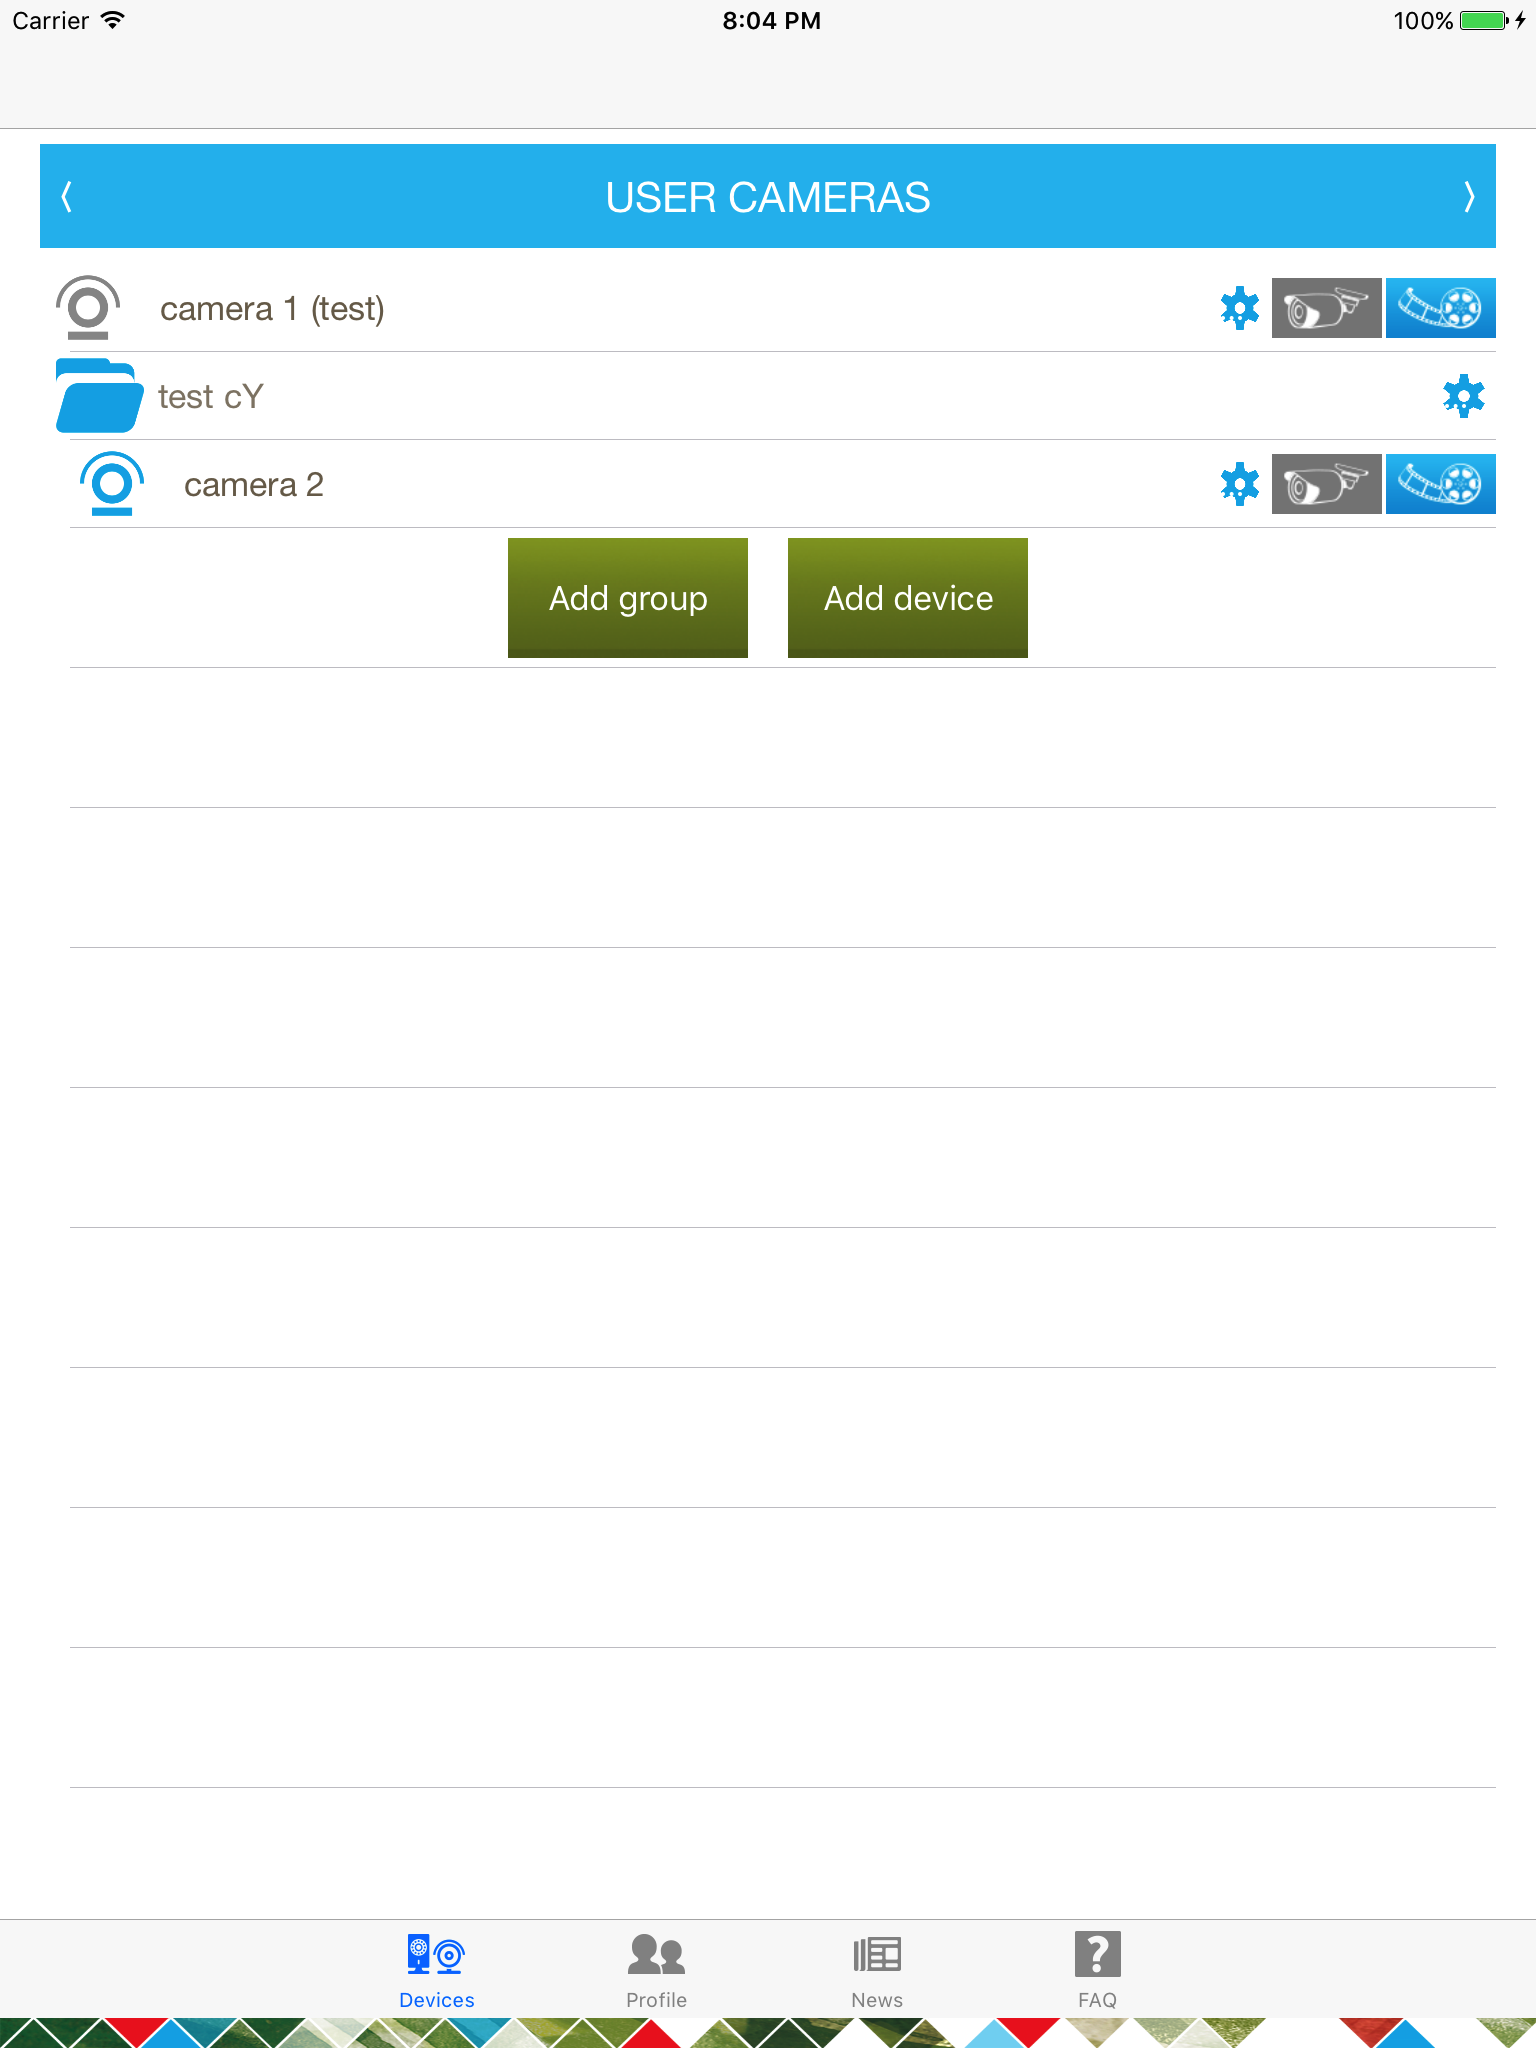 Carrier 8:04 PM 100%
USER CAMERAS
camera 1 (test)
test cY
camera 2
Add group Add device
Devices Profile News FAQ